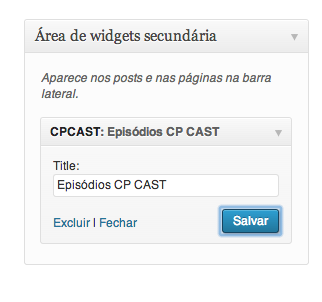 Área de widgets secundária
Aparece nos posts e nas páginas na barra
lateral.
CPCAST: Episódios CP CAST
Title:
Episódios CP CAST
Excluir | Fechar
Salvar